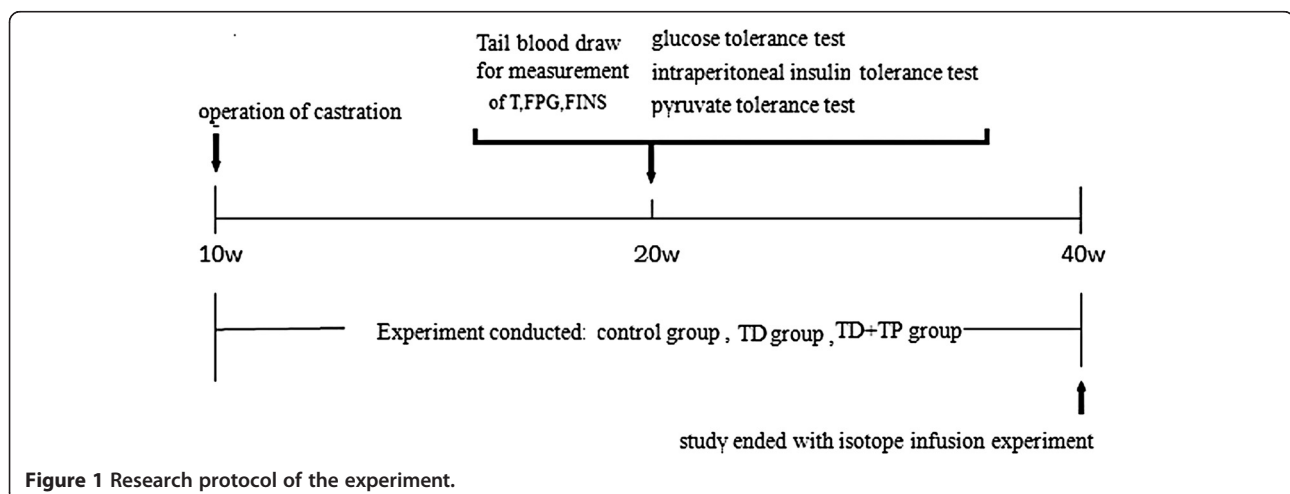 Tail blood draw
for measurement
of T,FPG,FINS
glucose tolerance test
intraperitoneal insulin tolerance test
pyruvate tolerance test
operation of castration
10w
20w
40w
Experiment conducted: control group , TD group ,TD+TP group
study ended with isotope infusion experiment
Figure 1 Research protocol of the experiment.